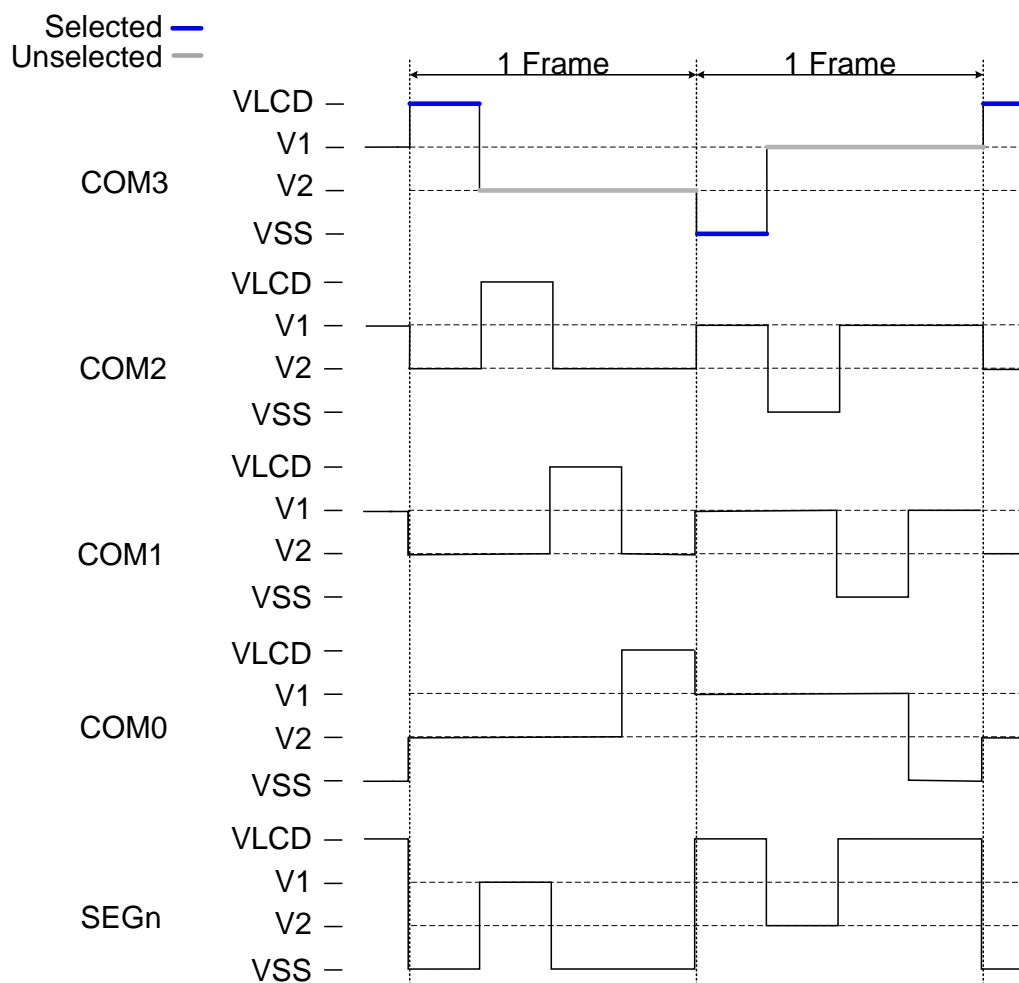 Selected
Unselected
1 Frame 1 Frame
VLCD
V1
COM3
V2
VSS
VLCD
V1
COM2
V2
VSS
VLCD
V1
COM1
V2
VSS
VLCD
V1
COM0
V2
VSS
VLCD
V1
SEGn
V2
VSS